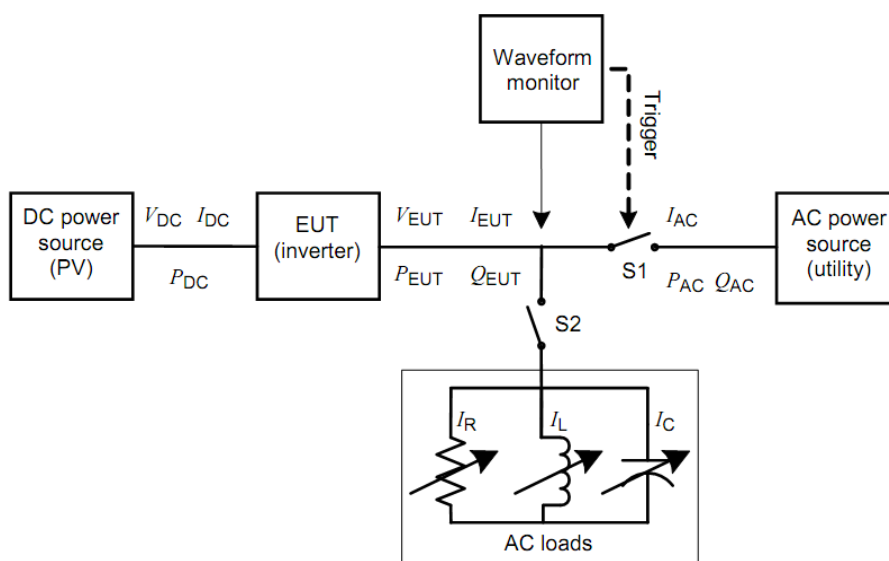 Waveform
monitor
Trigger
DC power
source
(PV)
VDC IDC
PDC
EUT
(inverter)
VEUT IEUT
PEUT QEUT
S1
IAC
PAC QAC
AC power
source
(utility)
S2
IR
IL
IC
AC loads